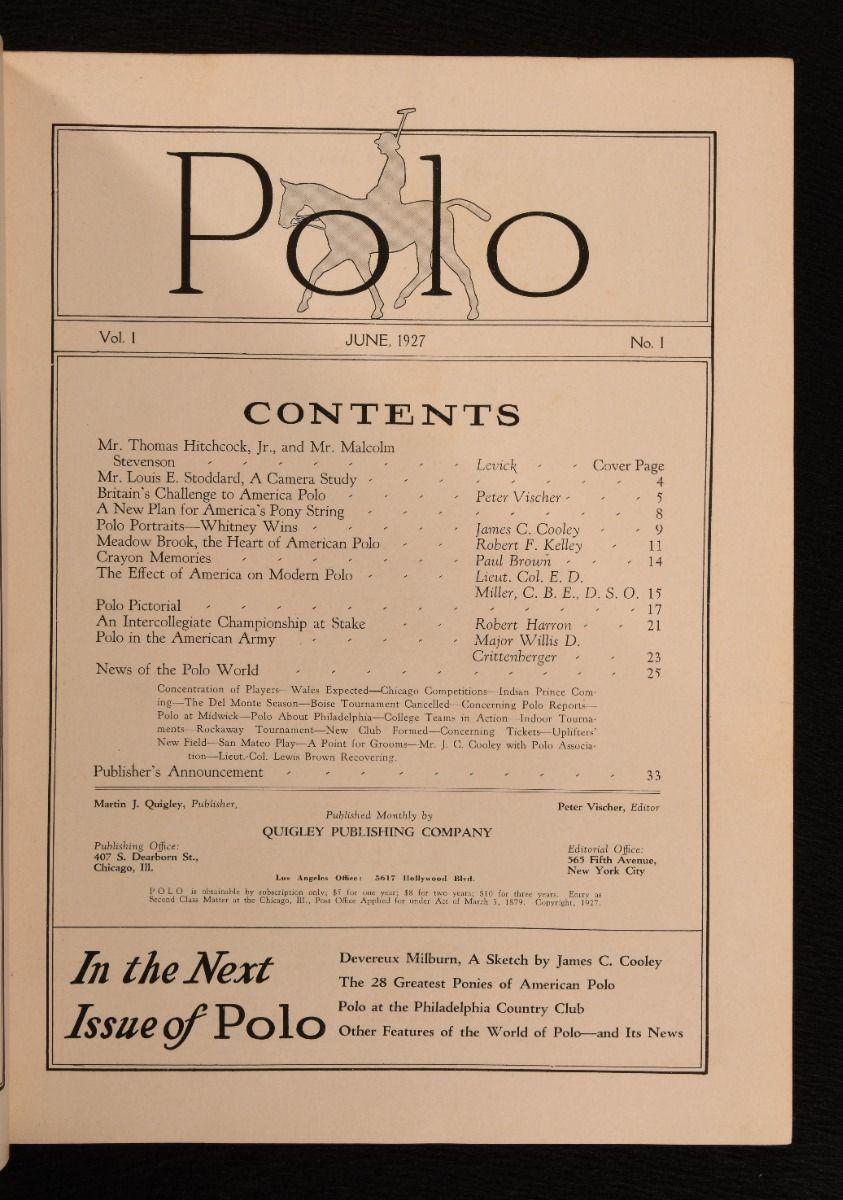 Polo
Vol. I JUNE, 1927 No. I
CONTENTS
Mr. Thomas Hitchcock, Jr., and Mr. Malcolm
Stevenson - - - - - - - - Levick - - Cover Page
Mr. Louis E. Stoddard, A Camera Study - - - - - - - - 4
Britain's Challenge to America Polo - - - - Peter Vischer - - - 5
A New Plan for America's Pony String - - - - - - - - 8
Polo Portraits—Whitney Wins - - - - - James C. Cooley - - 9
Meadow Brook, the Heart of American Polo - - - Robert F. Kelley - 11
Crayon Memories - - - - - - - Paul Brown - - - 14
The Effect of America on Modern Polo - - - Lieut. Col. E. D.
Miller, C. B. E., D. S. O. 15
Polo Pictorial - - - - - - - - - - - - - 17
An Intercollegiate Championship at Stake - - Robert Harron - - 21
Polo in the American Army - - - - - Major Willis D.
Crittenberger - - 23
News of the Polo World - - - - - - - - - - 25
Concentration of Players—Wales Expected—Chicago Competitions—Indian Prince Com-
ing—The Del Monte Season—Boise Tournament Cancelled—Concerning Polo Reports—
Polo at Midwick—Polo About Philadelphia—College Teams in Action—Indoor Tourna-
ments—Rockaway Tournament—New Club Formed—Concerning Tickets—Uplifters'
New Field—San Mateo Play—A Point for Grooms—Mr. J. C. Cooley with Polo Associa-
tion—Lieut.-Col. Lewis Brown Recovering.
Publisher's Announcement - - - - - - - - - - 33
Martin J. Quigley, Publisher, Peter Vischer, Editor
Published Monthly by
QUIGLEY PUBLISHING COMPANY
Publishing Office:
407 S. Dearborn St.,
Chicago, Ill.
Editorial Office:
565 Fifth Avenue,
New York City
Los Angeles Office: 5617 Hollywood Blvd.
POLO is obtainable by subscription only; $5 for one year; $8 for two years; $10 for three years. Entry as
Second Class Matter at the Chicago, Ill., Post Office Applied for under Act of March 3, 1879. Copyright, 1927.
In the Next
Issue of Polo
Devereux Milburn, A Sketch by James C. Cooley
The 28 Greatest Ponies of American Polo
Polo at the Philadelphia Country Club
Other Features of the World of Polo—and Its News